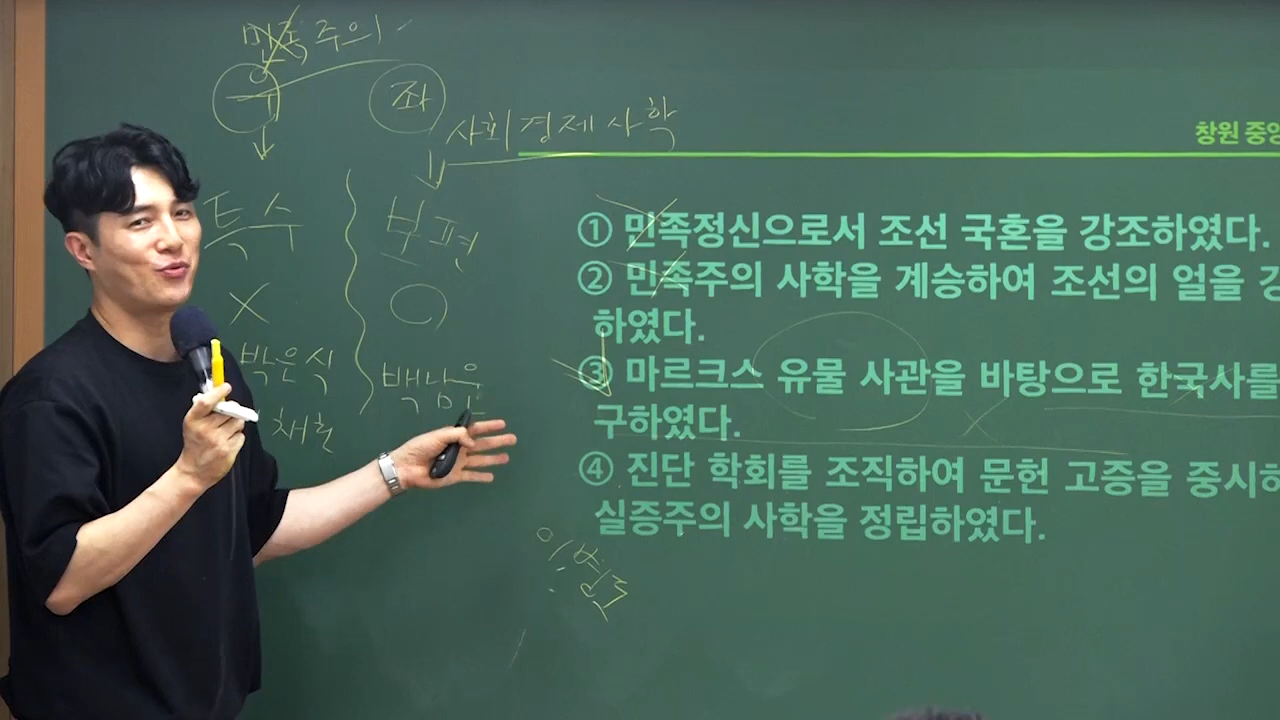 민족주의
우
좌
사회경제사학
특수
보편
X
○
박은식
백남운
창원 중앙
① 민족정신으로서 조선 국혼을 강조하였다.
② 민족주의 사학을 계승하여 조선의 얼을
하였다.
③ 마르크스 유물 사관을 바탕으로 한국사를
구하였다.
④ 진단 학회를 조직하여 문헌 고증을 중시하
실증주의 사학을 정립하였다.